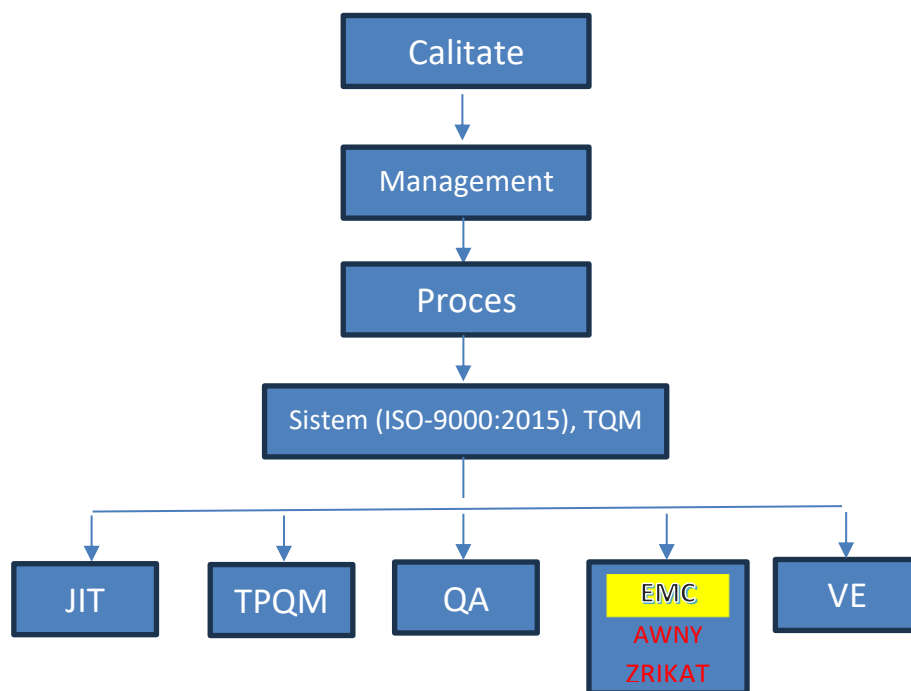 Calitate
Management
Proces
Sistem (ISO-9000:2015), TQM
JIT
TPQM
QA
EMC
AWNY
ZRIKAT
VE